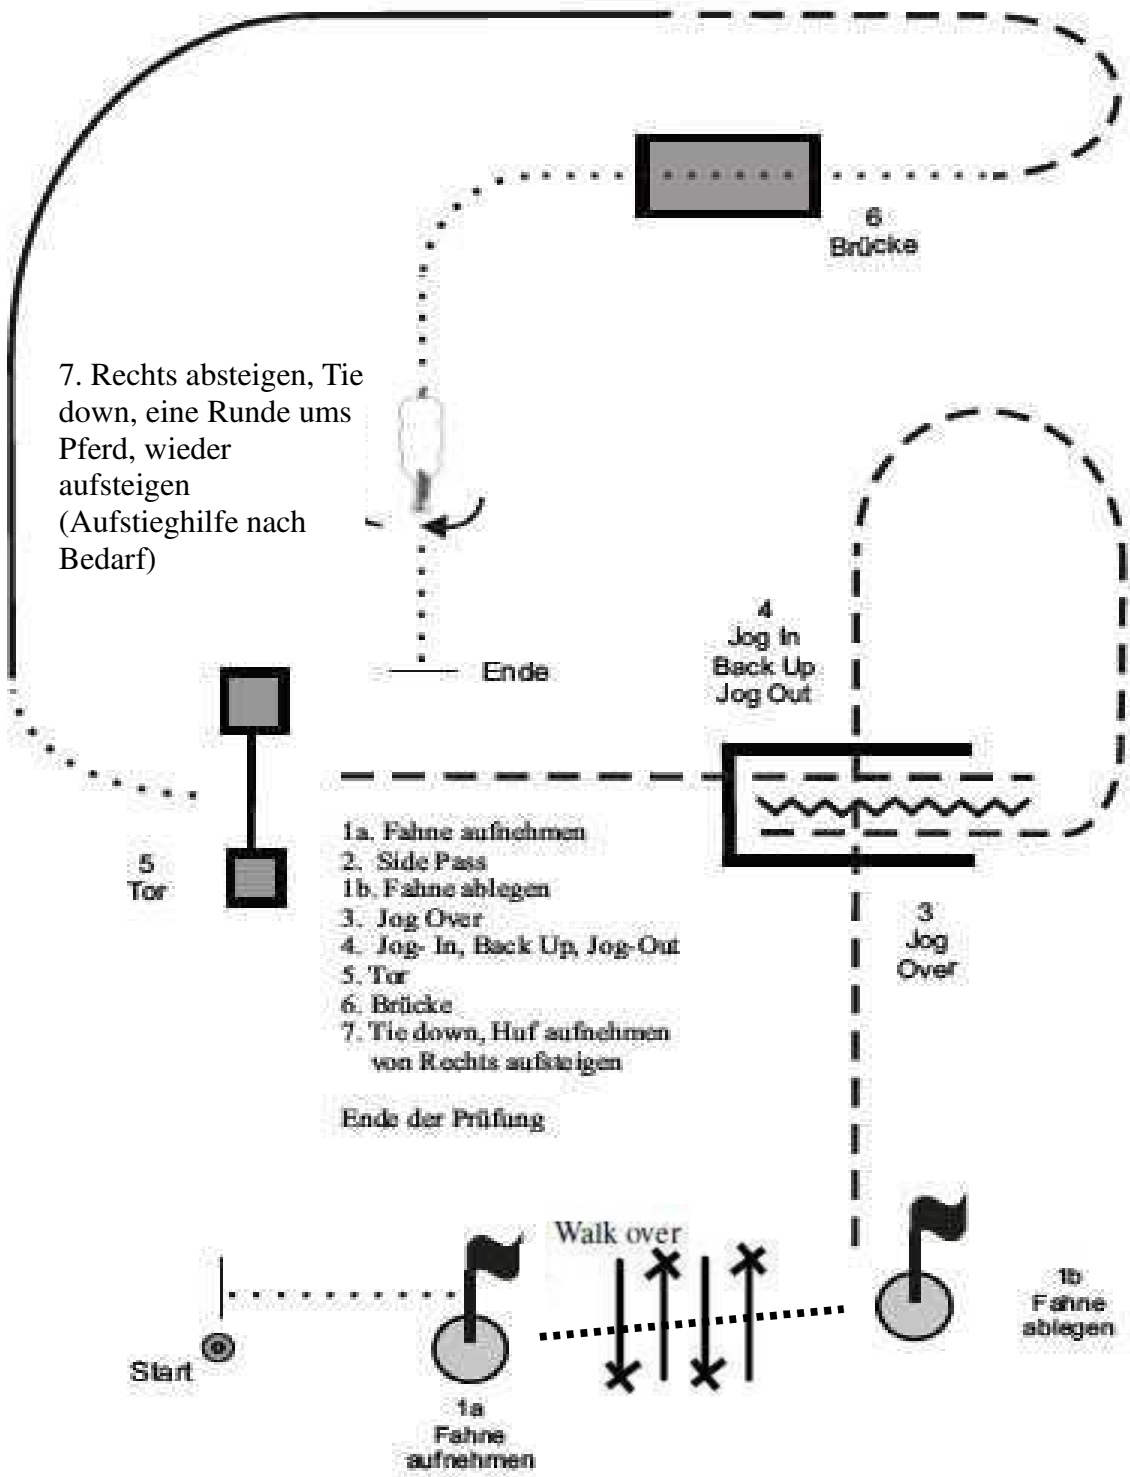 6
Brücke
7. Rechts absteigen, Tie
down, eine Runde ums
Pferd, wieder
aufsteigen
(Aufstieghilfe nach
Bedarf)
4
Jog In
Back Up
Jog Out
Ende
5
Tor
1a. Fahne aufnehmen
2. Side Pass
1b. Fahne ablegen
3. Jog Over
4. Jog- In, Back Up, Jog-Out
5. Tor
6. Brücke
7. Tie down, Huf aufnehmen
von Rechts aufsteigen
Ende der Prüfung
3
Jog
Over
Walk over
1b
Fahne
ablegen
Start
1a
Fahne
aufnehmen